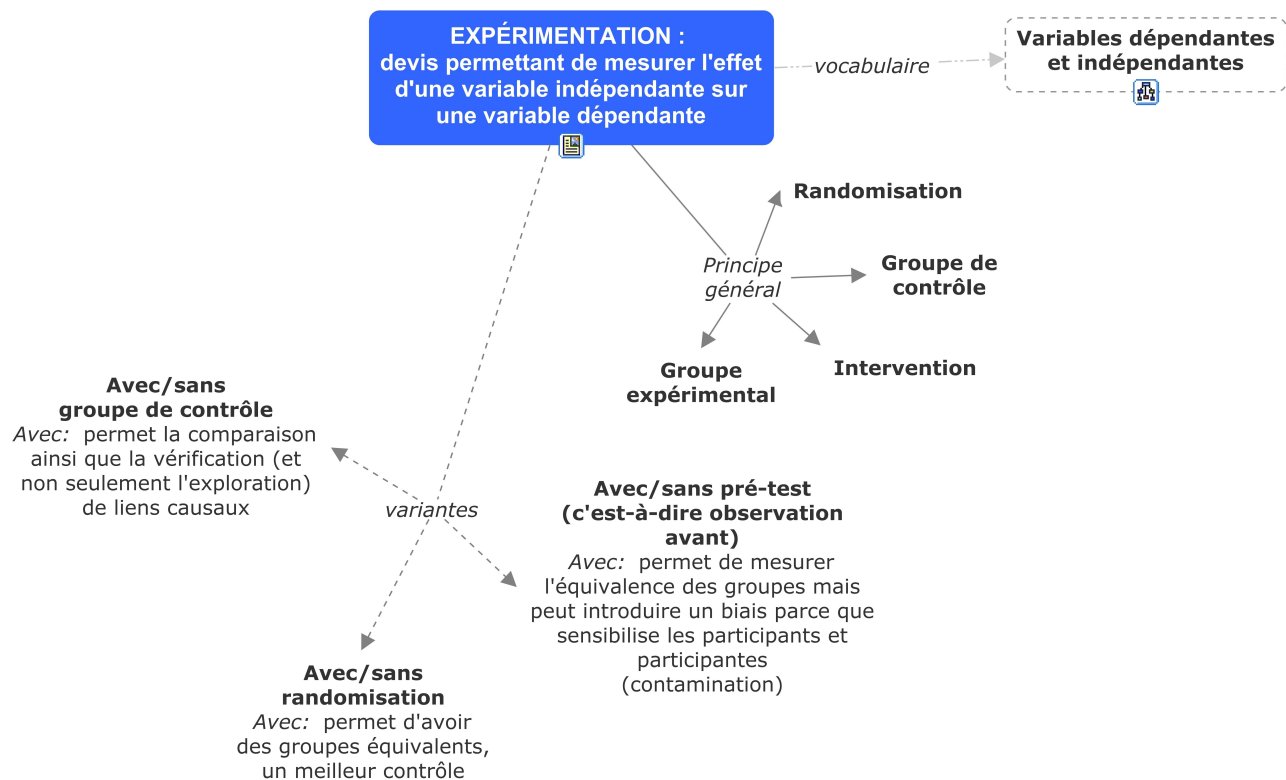 EXPÉRIMENTATION :
devis permettant de mesurer l'effet
d'une variable indépendante sur
une variable dépendante
vocabulaire
Variables dépendantes
et indépendantes
Principe
général
Randomisation
Groupe de
contrôle
Intervention
Groupe
expérimental
variantes
Avec/sans
groupe de contrôle
Avec: permet la comparaison
ainsi que la vérification (et
non seulement l'exploration)
de liens causaux
Avec/sans pré-test
(c'est-à-dire observation
avant)
Avec: permet de mesurer
l'équivalence des groupes mais
peut introduire un biais parce que
sensibilise les participants et
participantes
(contamination)
Avec/sans
randomisation
Avec: permet d'avoir
des groupes équivalents,
un meilleur contrôle